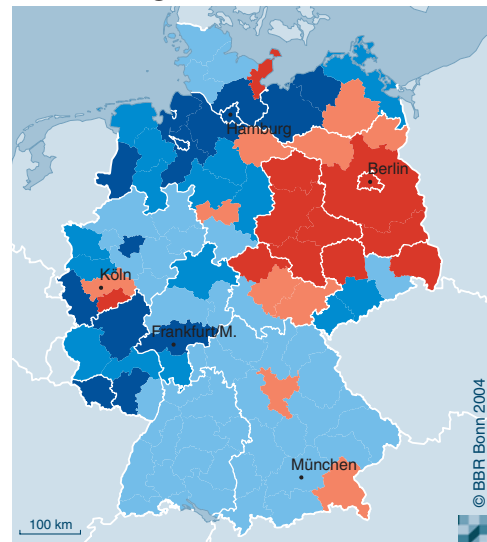 Hamburg
Berlin
Köln
Frankfurt/M.
München
100 km
© BBR Bonn 2004